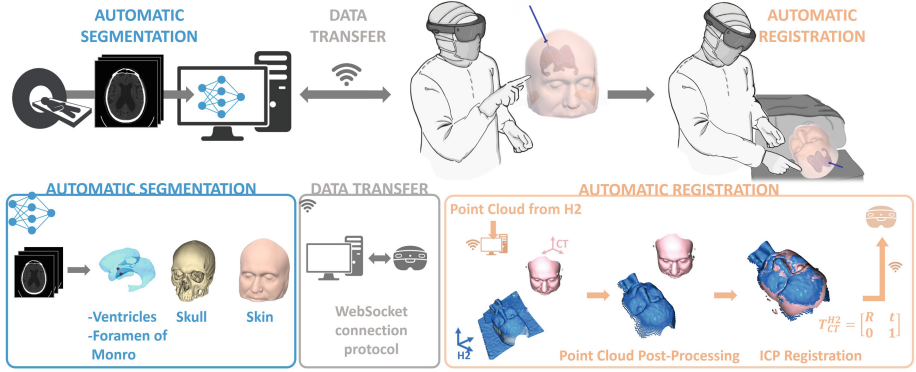 AUTOMATIC
SEGMENTATION
DATA
TRANSFER
AUTOMATIC
REGISTRATION
AUTOMATIC SEGMENTATION
-Ventricles
-Foramen of
Monro
Skull
Skin
DATA TRANSFER
WebSocket
connection
protocol
AUTOMATIC REGISTRATION
Point Cloud from H2
CT
H2
Point Cloud Post-Processing
ICP Registration
T_{CT}^{H2} = [R t
0 1]